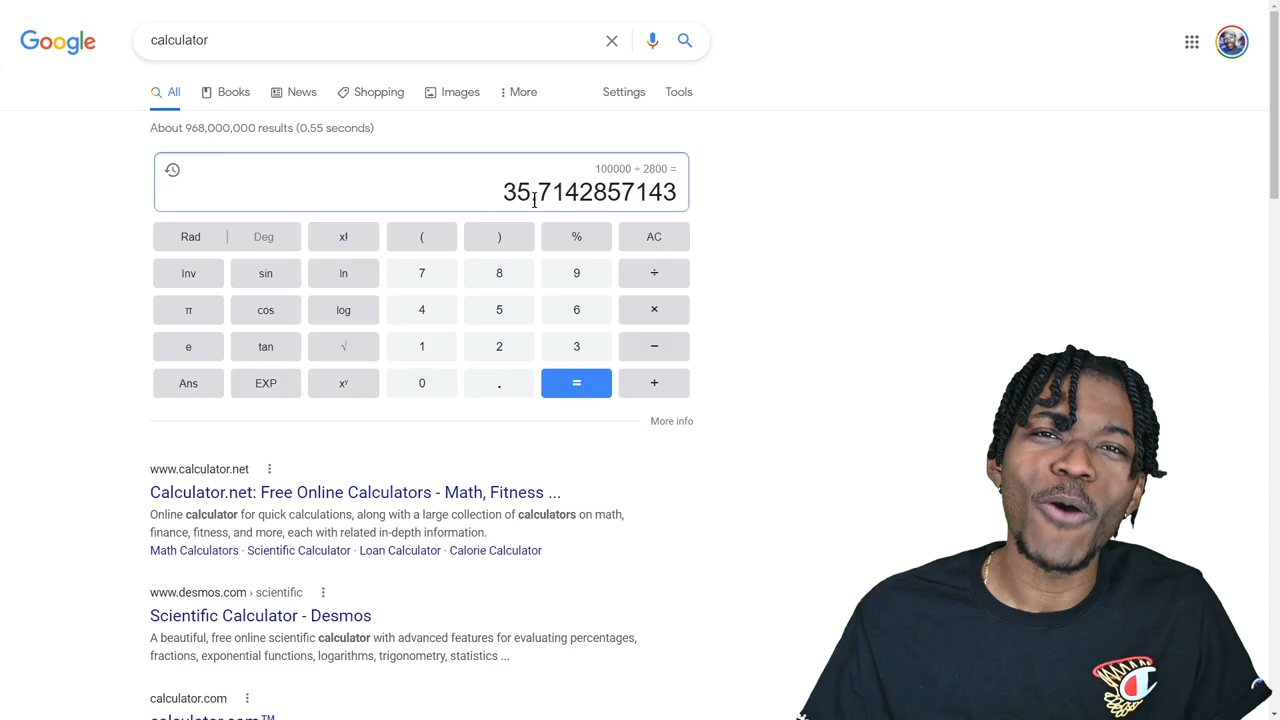 Google
calculator
All
Books
News
Shopping
Images
More
Settings
Tools
About 968,000,000 results (0.55 seconds)
100000 ÷ 2800 =
35.7142857143
Rad
Deg
x!
(
)
%
AC
Inv
sin
ln
7
8
9
÷
π
cos
log
4
5
6
×
e
tan
√
1
2
3
−
Ans
EXP
xʸ
0
.
=
+
More info
www.calculator.net
Calculator.net: Free Online Calculators - Math, Fitness ...
Online calculator for quick calculations, along with a large collection of calculators on math,
finance, fitness, and more, each with related in-depth information.
Math Calculators · Scientific Calculator · Loan Calculator · Calorie Calculator
www.desmos.com › scientific
Scientific Calculator - Desmos
A beautiful, free online scientific calculator with advanced features for evaluating percentages,
fractions, exponential functions, logarithms, trigonometry, statistics ...
calculator.com
calculator.com™